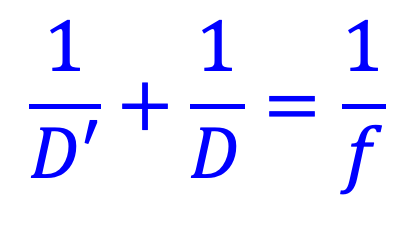 1/D′ + 1/D = 1/f